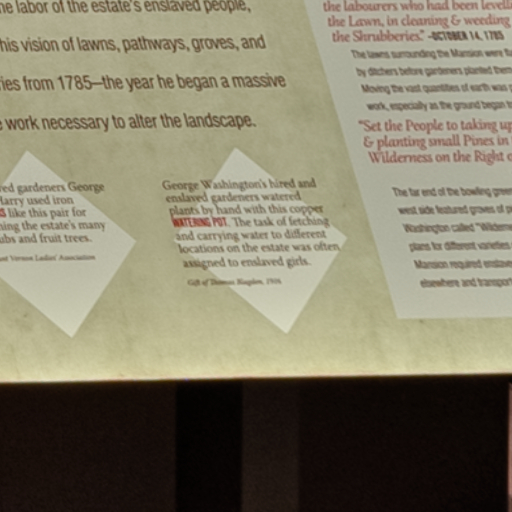 he labor of the estate's enslaved people,
his vision of lawns, pathways, groves, and
ries from 1785—the year he began a massive
work necessary to alter the landscape.
ed gardeners George
Harry used iron
S like this pair for
ning the estate's many
ubs and fruit trees.
Vernon Ladies' Association
George Washington's hired and
enslaved gardeners watered
plants by hand with this copper
WATERING POT. The task of fetching
and carrying water to different
locations on the estate was often
assigned to enslaved girls.
Gift of
the labourers who had been levell
the Lawn, in cleaning & weeding
the Shrubberies." -OCTOBER 14, 1785
The lawns surrounding the Mansion were
by ditchers before gardeners planted them
Moving the vast quantities of earth was
work, especially as the ground began
"Set the People to taking up
& planting small Pines in
Wilderness on the Right o
The far end of the bowling green
west side featured groves of
Washington called "Wilderne
plans for different varieties
Mansion required enslave
elsewhere and transport